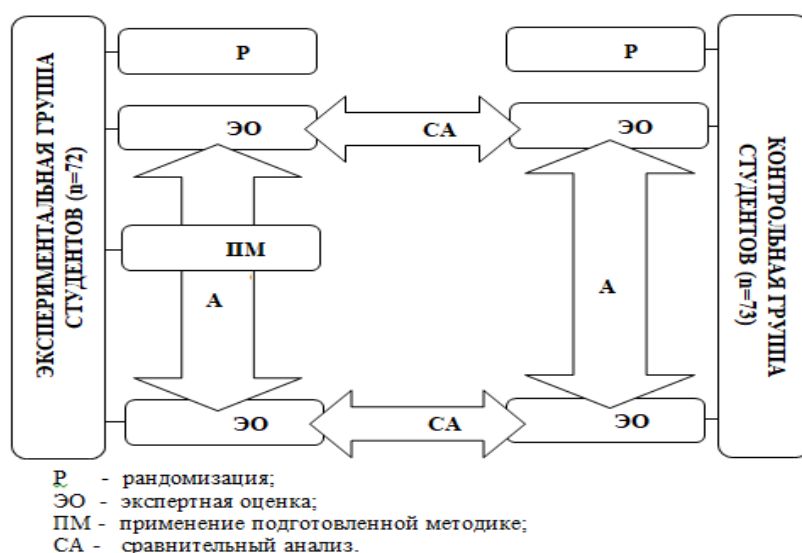 ЭКСПЕРИМЕНТАЛЬНАЯ ГРУППА
СТУДЕНТОВ (n=72)
Р
ЭО
ПМ
А
ЭО
СА
СА
Р
ЭО
А
ЭО
КОНТРОЛЬНАЯ ГРУППА
СТУДЕНТОВ (n=73)
Р - рандомизация;
ЭО - экспертная оценка;
ПМ - применение подготовленной методике;
СА - сравнительный анализ.